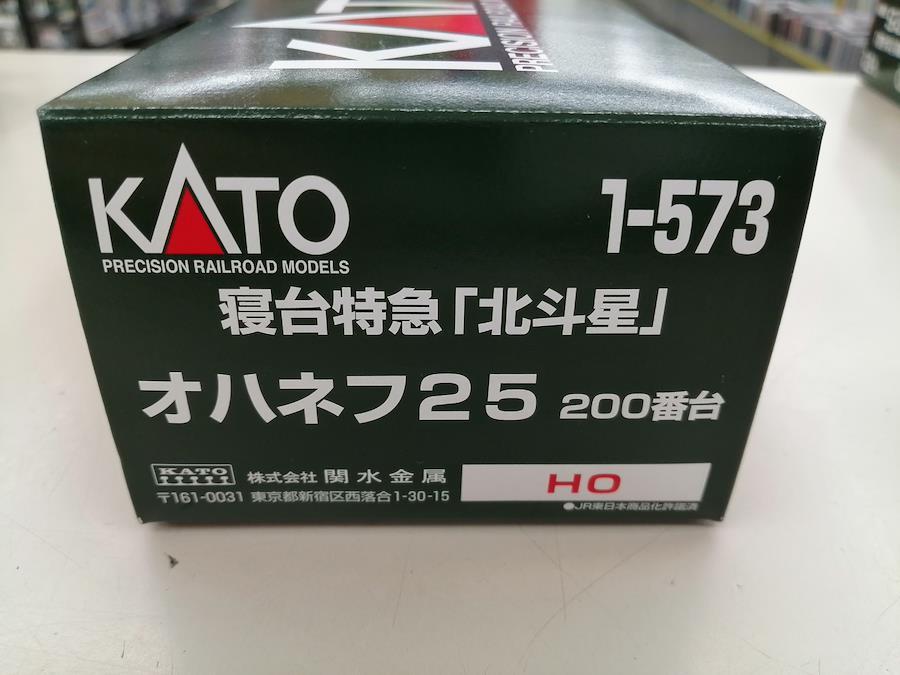 KATO
PRECISION
KATO 1-573
PRECISION RAILROAD MODELS
寝台特急「北斗星」
オハネフ25 200番台
KATO 株式会社 関水金属 HO
〒161-0031 東京都新宿区西落合1-30-15
●JR東日本商品化許諾済